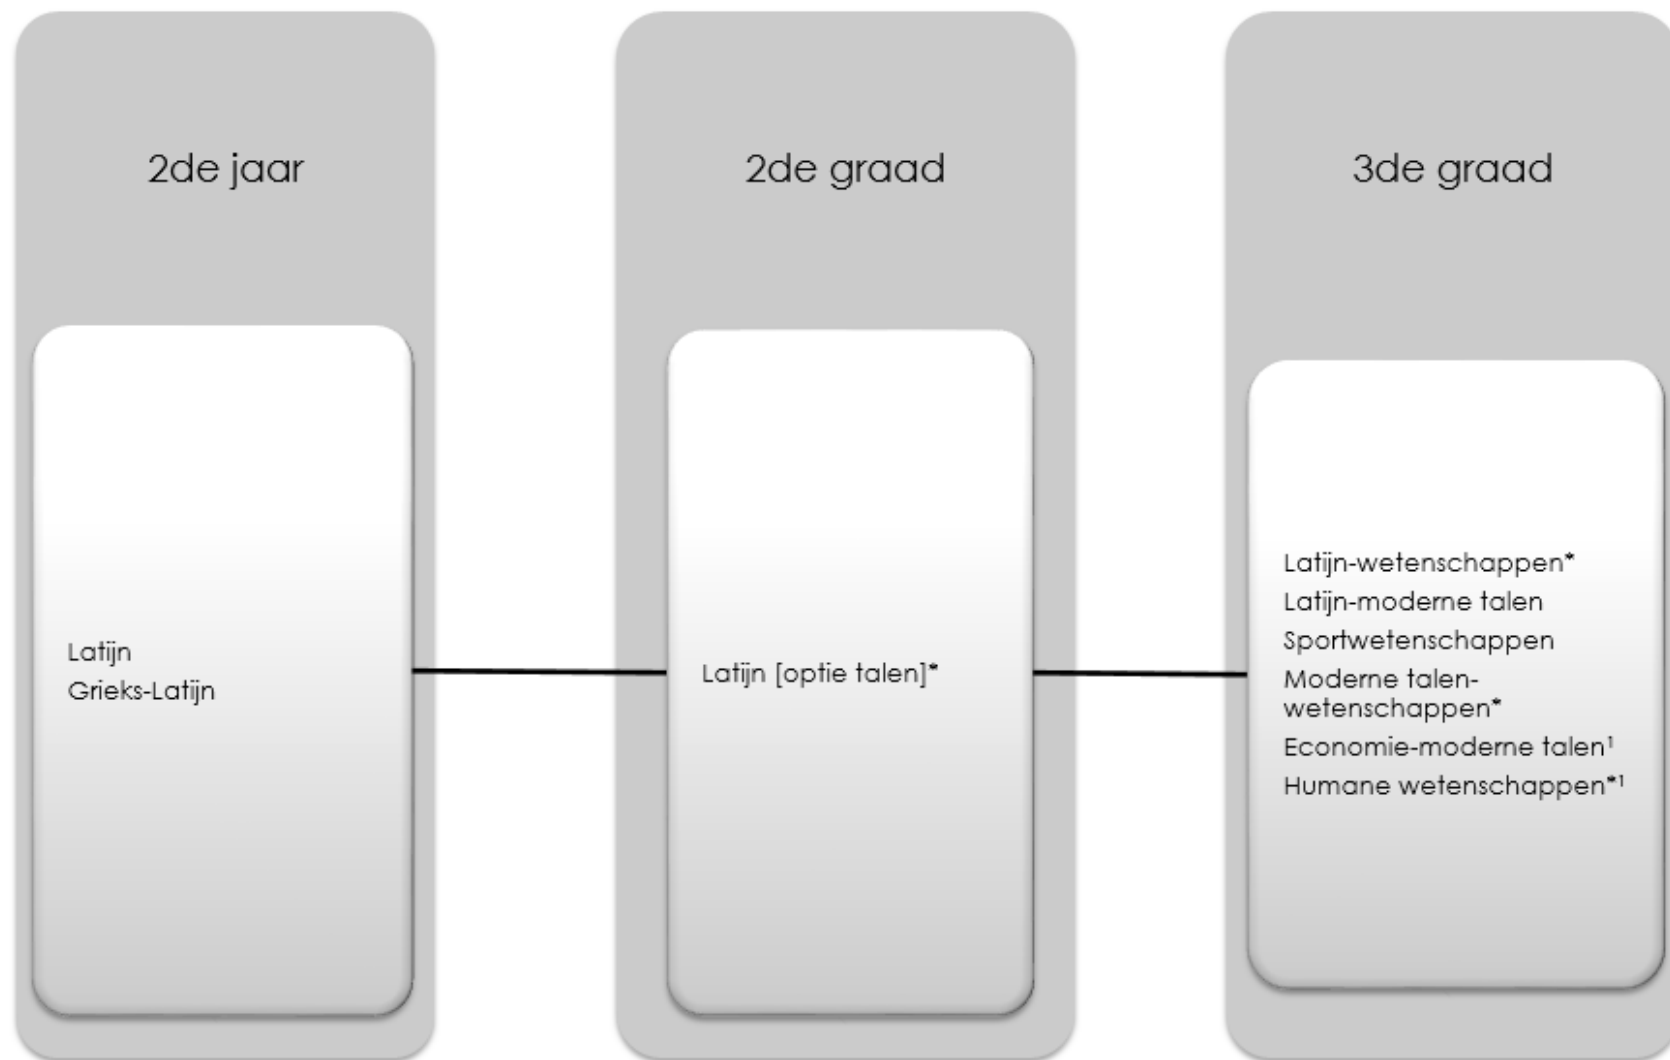 2de jaar
Latijn
Grieks-Latijn
2de graad
Latijn [optie talen]*
3de graad
Latijn-wetenschappen*
Latijn-moderne talen
Sportwetenschappen
Moderne talen-
wetenschappen*
Economie-moderne talen¹
Humane wetenschappen*¹